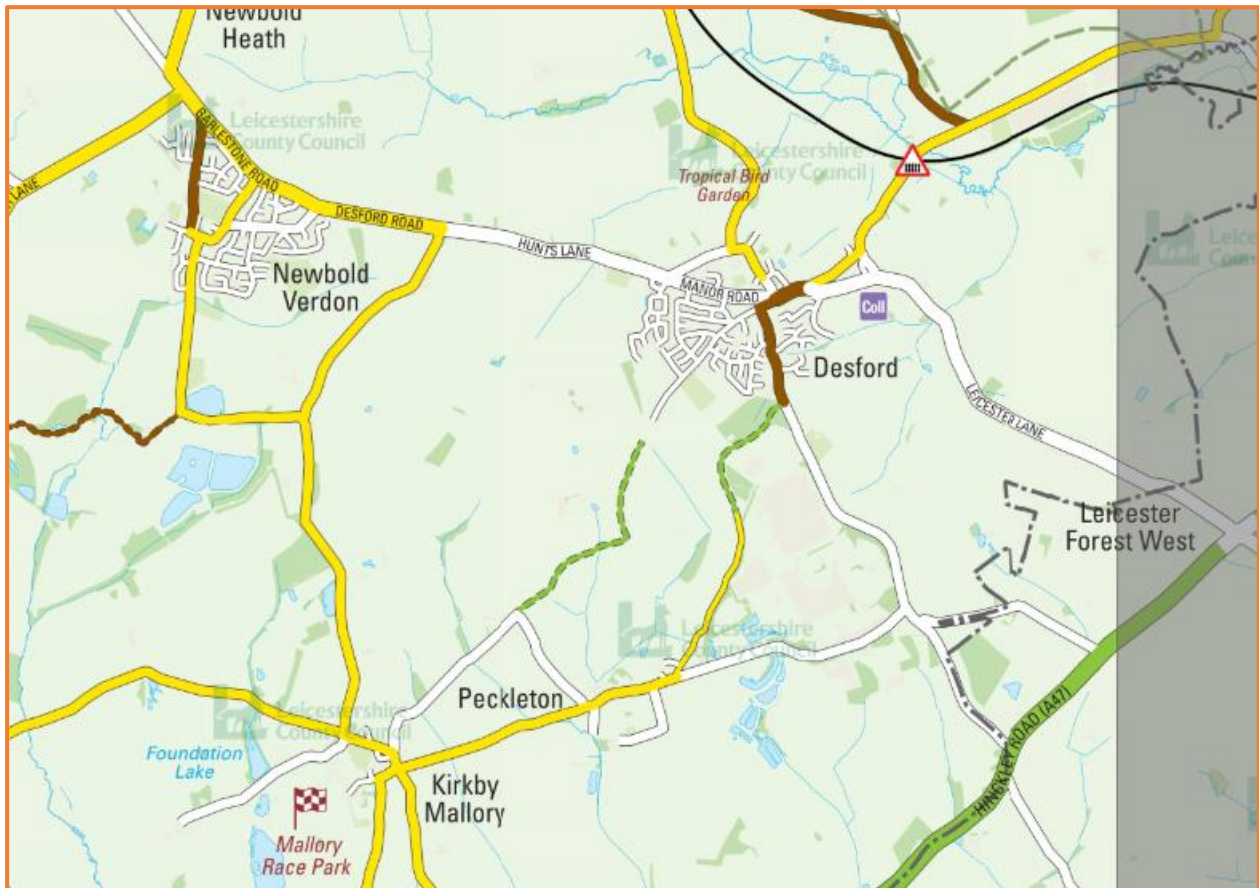 Newbold
Heath
Leicestershire
County Council
BARLESTONE ROAD
Leicestershire
County Council
Tropical Bird
Garden
LANE
DESFORD ROAD
HUNTS LANE
Newbold
Verdon
MANOR ROAD
Coll
Desford
LEICESTER LANE
Leicester
Forest West
Leicestershire
County Council
Peckleton
Leicestershire
County Council
Foundation
Lake
Kirkby
Mallory
HINCKLEY ROAD (A47)
Mallory
Race Park